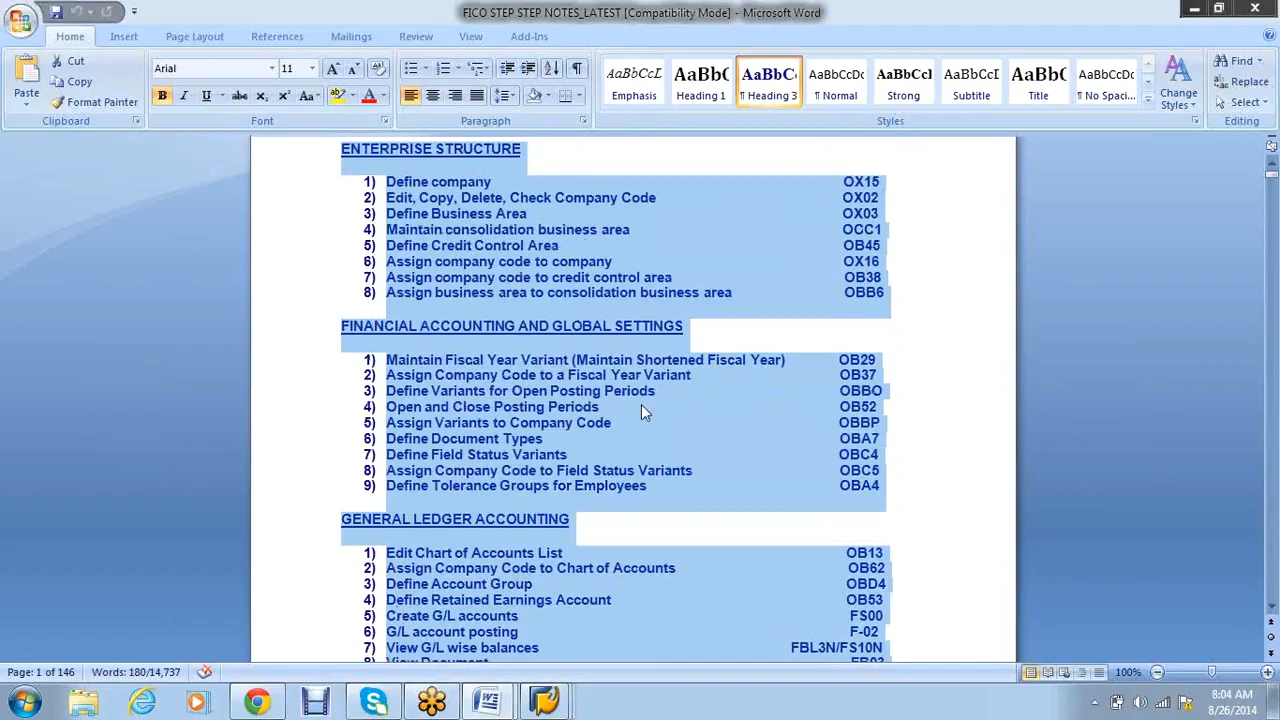 FICO STEP STEP NOTES_LATEST [Compatibility Mode] - Microsoft Word
Home Insert Page Layout References Mailings Review View Add-Ins
Paste
Cut
Copy
Format Painter
Clipboard
Arial 11
Font
Paragraph
AaBbCcL AaBbC AaBbC AaBbCcDc AaBbCcI AaBbCcDc AaBbC AaBbCcDc
Emphasis Heading 1 ¶ Heading 3 ¶ Normal Strong Subtitle Title ¶ No Spaci...
Change Styles
Styles
Find
Replace
Select
Editing
ENTERPRISE STRUCTURE
1) Define company OX15
2) Edit, Copy, Delete, Check Company Code OX02
3) Define Business Area OX03
4) Maintain consolidation business area OCC1
5) Define Credit Control Area OB45
6) Assign company code to company OX16
7) Assign company code to credit control area OB38
8) Assign business area to consolidation business area OBB6
FINANCIAL ACCOUNTING AND GLOBAL SETTINGS
1) Maintain Fiscal Year Variant (Maintain Shortened Fiscal Year) OB29
2) Assign Company Code to a Fiscal Year Variant OB37
3) Define Variants for Open Posting Periods OBBO
4) Open and Close Posting Periods OB52
5) Assign Variants to Company Code OBBP
6) Define Document Types OBA7
7) Define Field Status Variants OBC4
8) Assign Company Code to Field Status Variants OBC5
9) Define Tolerance Groups for Employees OBA4
GENERAL LEDGER ACCOUNTING
1) Edit Chart of Accounts List OB13
2) Assign Company Code to Chart of Accounts OB62
3) Define Account Group OBD4
4) Define Retained Earnings Account OB53
5) Create G/L accounts FS00
6) G/L account posting F-02
7) View G/L wise balances FBL3N/FS10N
8) View Document FB03
Page: 1 of 146 Words: 180/14,737 100%
8:04 AM
8/26/2014